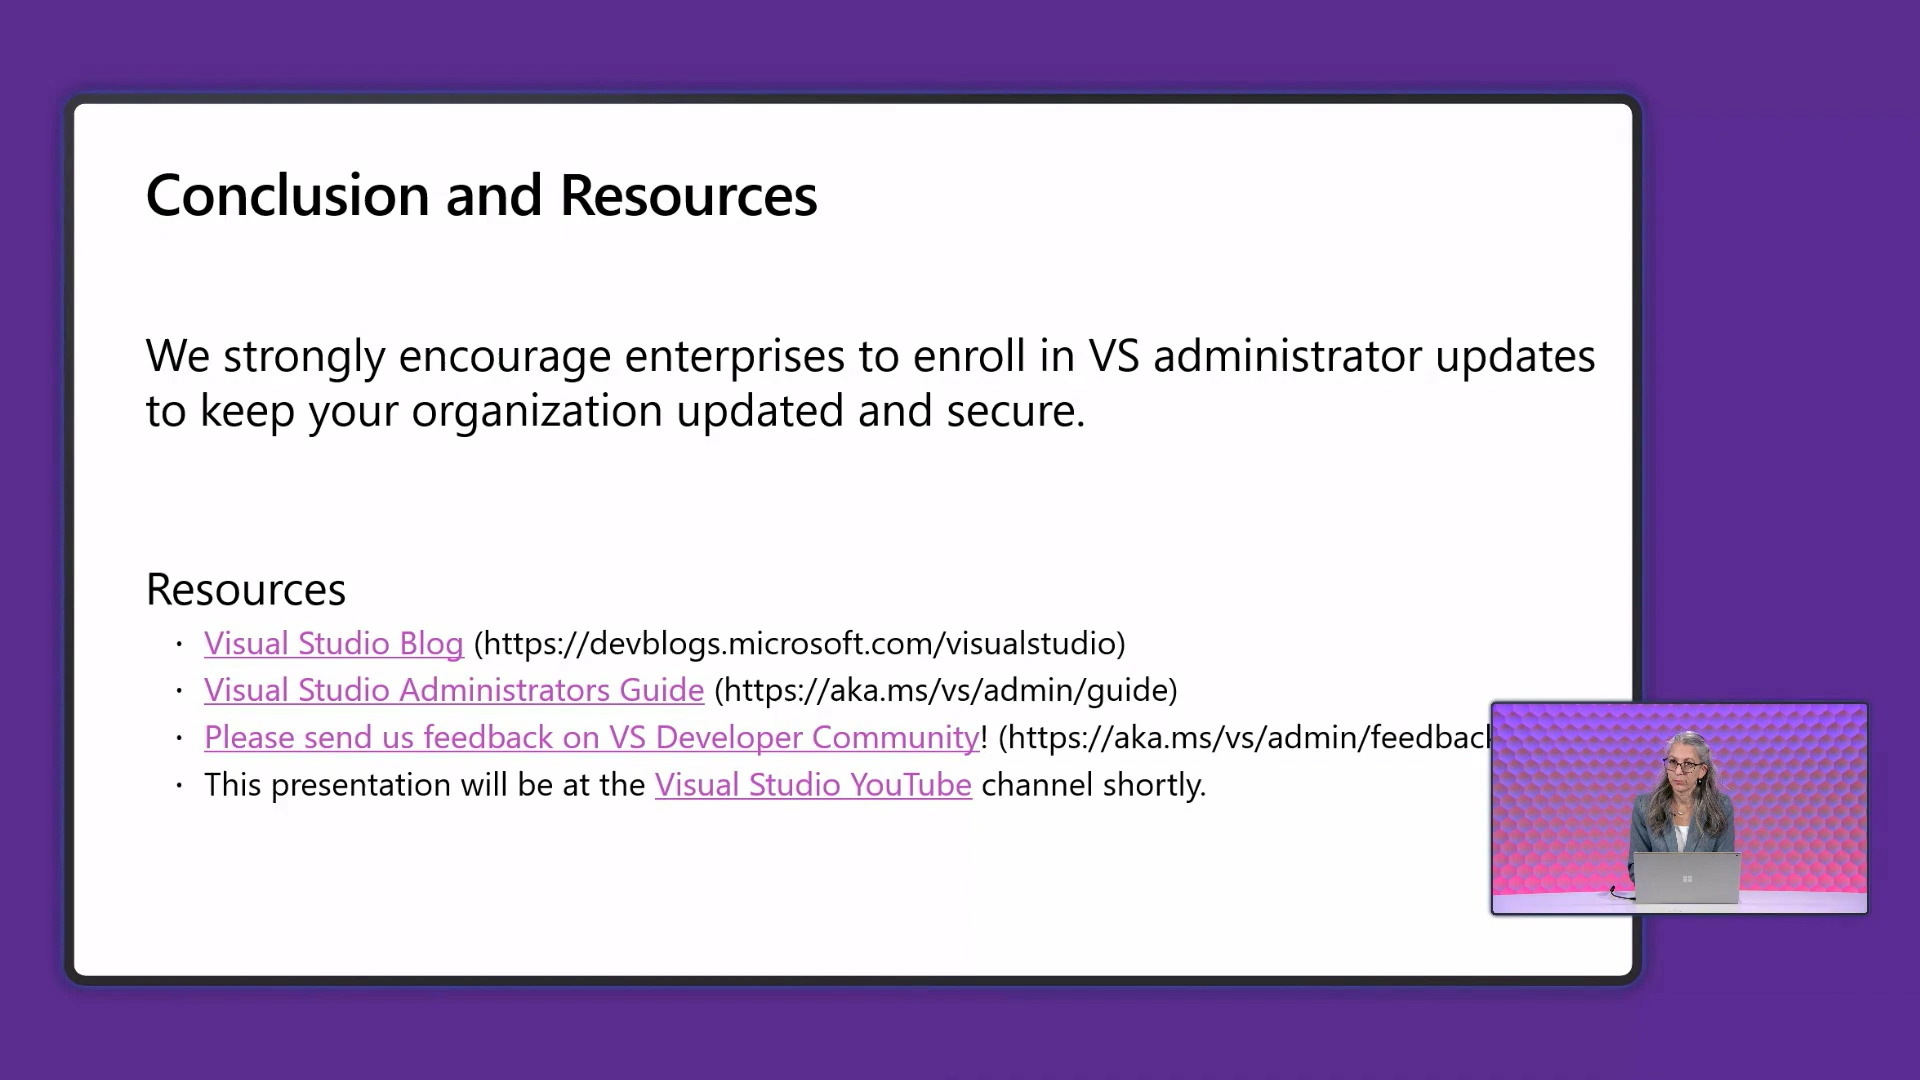 Conclusion and Resources
We strongly encourage enterprises to enroll in VS administrator updates
to keep your organization updated and secure.
Resources
· Visual Studio Blog (https://devblogs.microsoft.com/visualstudio)
· Visual Studio Administrators Guide (https://aka.ms/vs/admin/guide)
· Please send us feedback on VS Developer Community! (https://aka.ms/vs/admin/feedback
· This presentation will be at the Visual Studio YouTube channel shortly.